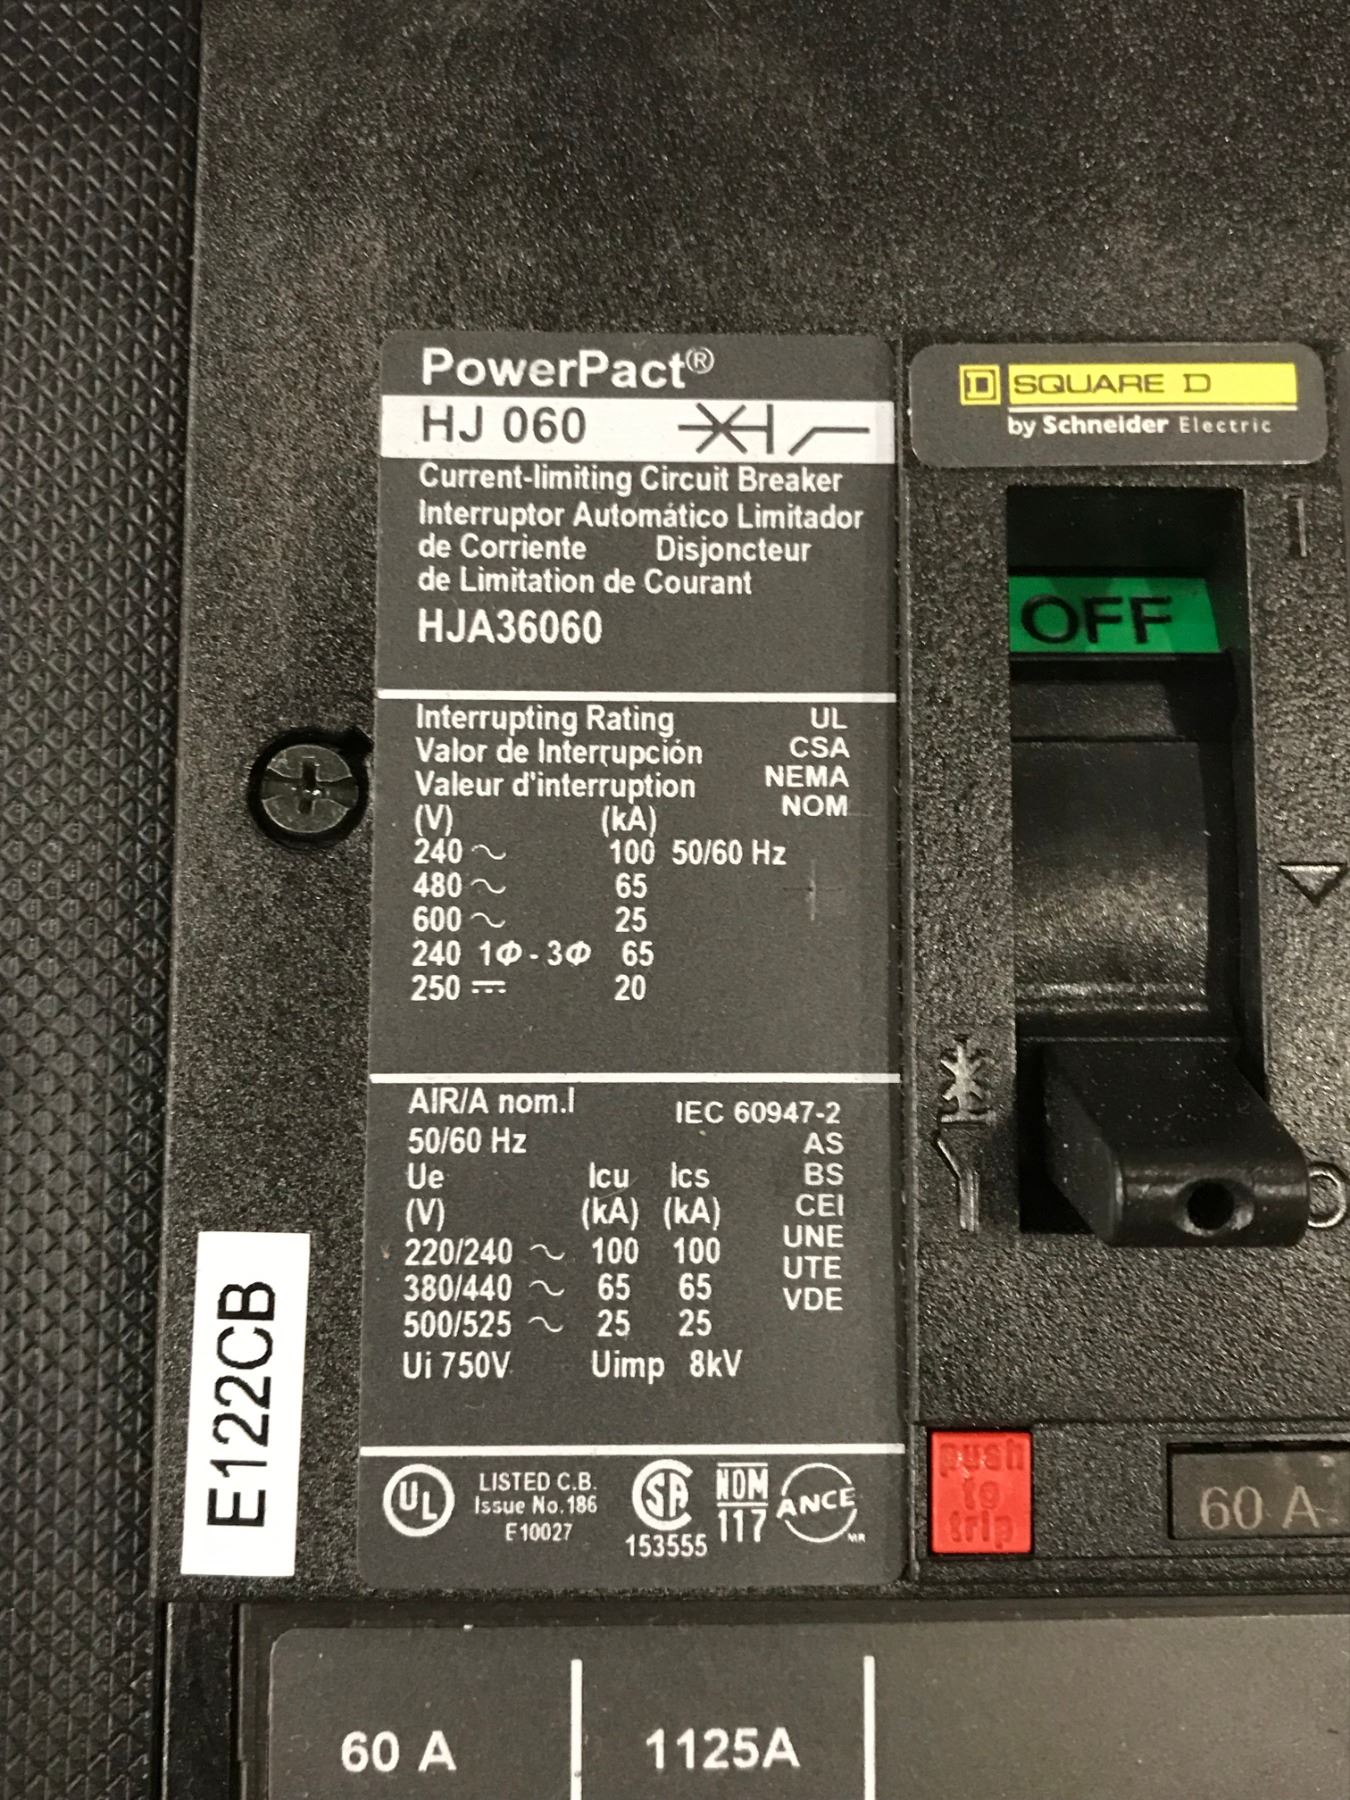 PowerPact®
HJ 060
Current-limiting Circuit Breaker
Interruptor Automático Limitador
de Corriente Disjoncteur
de Limitation de Courant
HJA36060
Interrupting Rating UL
Valor de Interrupción CSA
Valeur d'interruption NEMA
(V) (kA) NOM
240 ~ 100 50/60 Hz
480 ~ 65
600 ~ 25
240 1Φ - 3Φ 65
250 ⎓ 20
AIR/A nom.I IEC 60947-2
50/60 Hz AS
Ue Icu Ics BS
(V) (kA) (kA) CEI
220/240 ~ 100 100 UNE
380/440 ~ 65 65 UTE
500/525 ~ 25 25 VDE
Ui 750V Uimp 8kV
UL
LISTED C.B.
Issue No.186
E10027
SA
153555
NOM
117
ANCE
MR
E122CB
D SQUARE D
by Schneider Electric
I
OFF
O
push
to
trip
60 A
60 A 1125A